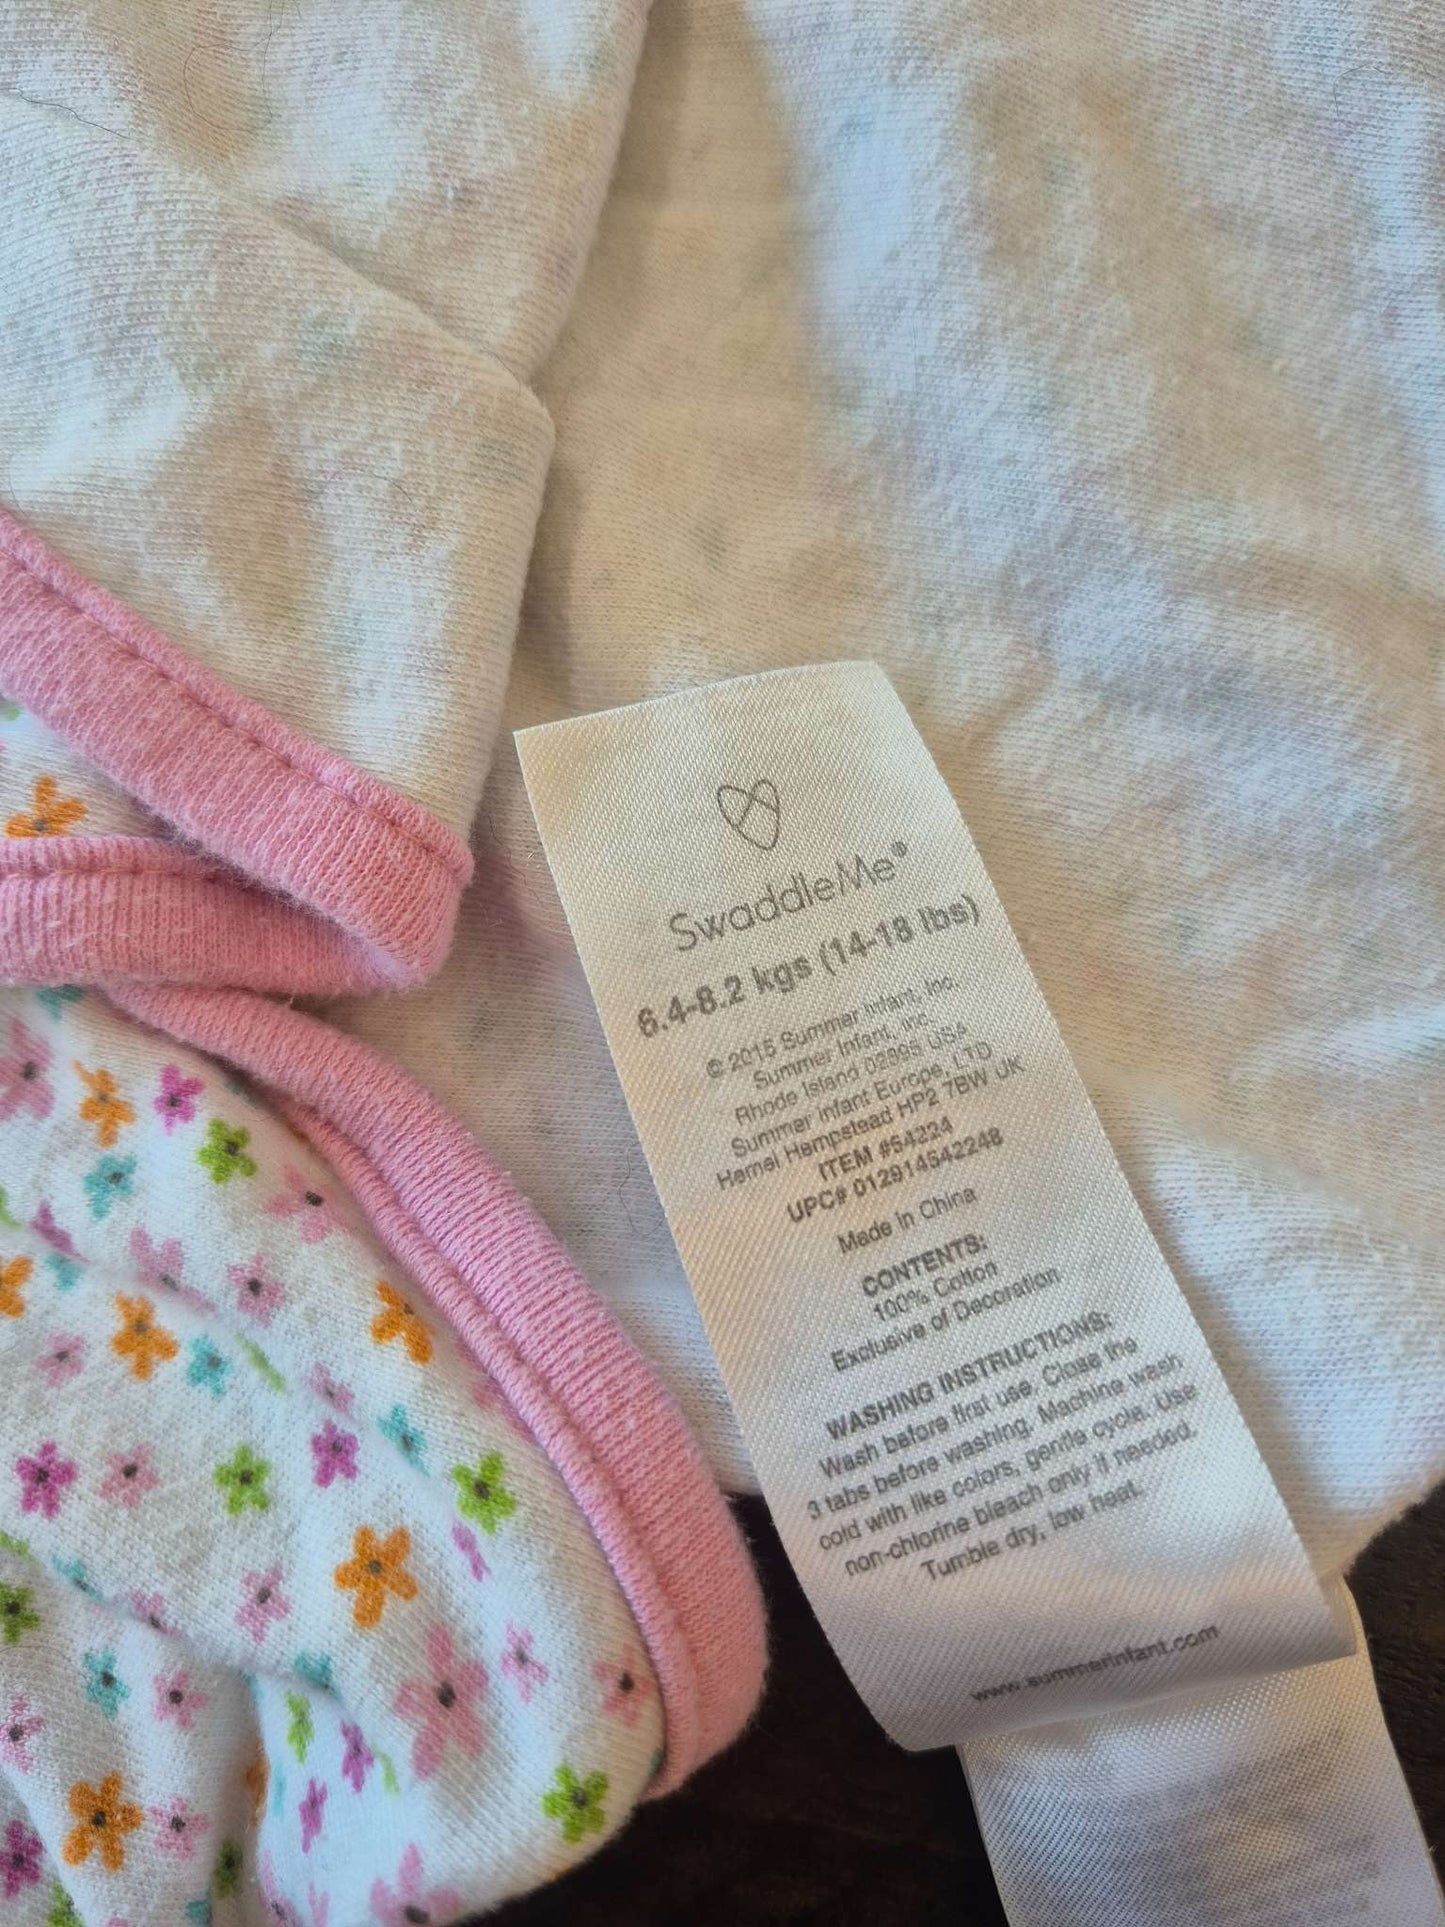 SwaddleMe®
6.4-8.2 kgs (14-18 lbs)
© 2015 Summer Infant, Inc.
Summer Infant, Inc.
Rhode Island 02895 USA
Summer Infant Europe, LTD
Hemel Hempstead HP2 7BW UK
ITEM #54224
UPC# 012914542248
Made in China
CONTENTS:
100% Cotton
Exclusive of Decoration
WASHING INSTRUCTIONS:
Wash before first use. Close the
3 tabs before washing. Machine wash
cold with like colors, gentle cycle. Use
non-chlorine bleach only if needed.
Tumble dry, low heat.
www.summerinfant.com